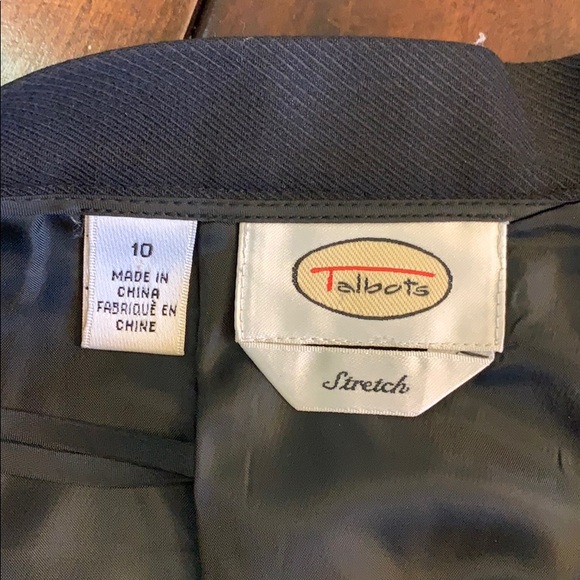 10
MADE IN
CHINA
FABRIQUÉ EN
CHINE
Talbots
Stretch